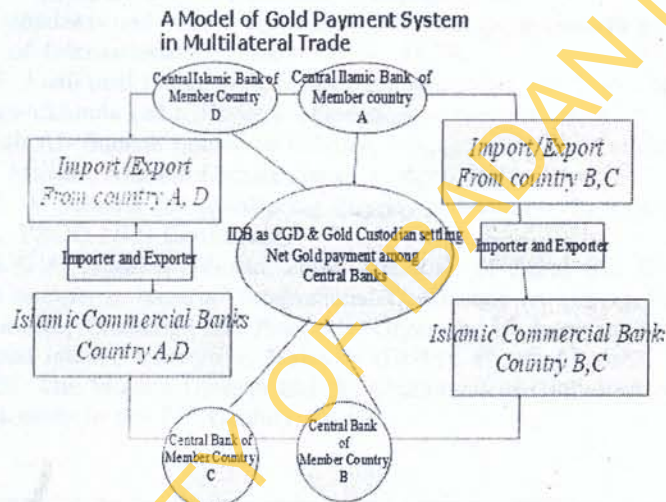 A Model of Gold Payment System
in Multilateral Trade
Central Islamic Bank of
Member Country
D
Central Ilamic Bank of
Member country
A
Import/Export
From country A, D
Import/Export
From country B,C
IDB as CGD & Gold Custodian settling
Net Gold payment among
Central Banks
Importer and Exporter
Importer and Exporter
Islamic Commercial Banks
Country A,D
Islamic Commercial Bank:
Country B,C
Central Bank of
Member Country
C
Central Bank
of
Member Country
B
TY OF IBADAN